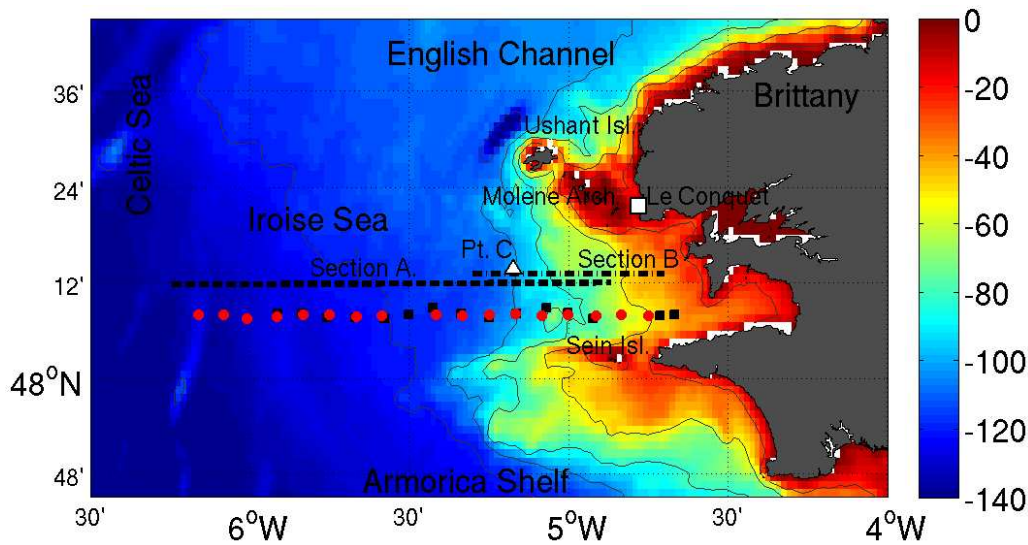 English Channel
0
36'
Brittany
-20
Celtic Sea
Ushant Isl.
-40
24'
Molene Arch.
Le Conquet
Iroise Sea
-60
Pt. C
Section B
Section A.
12'
-80
Sein Isl.
48°N
-100
-120
48'
Armorica Shelf
-140
30'
6°W
30'
5°W
30'
4°W